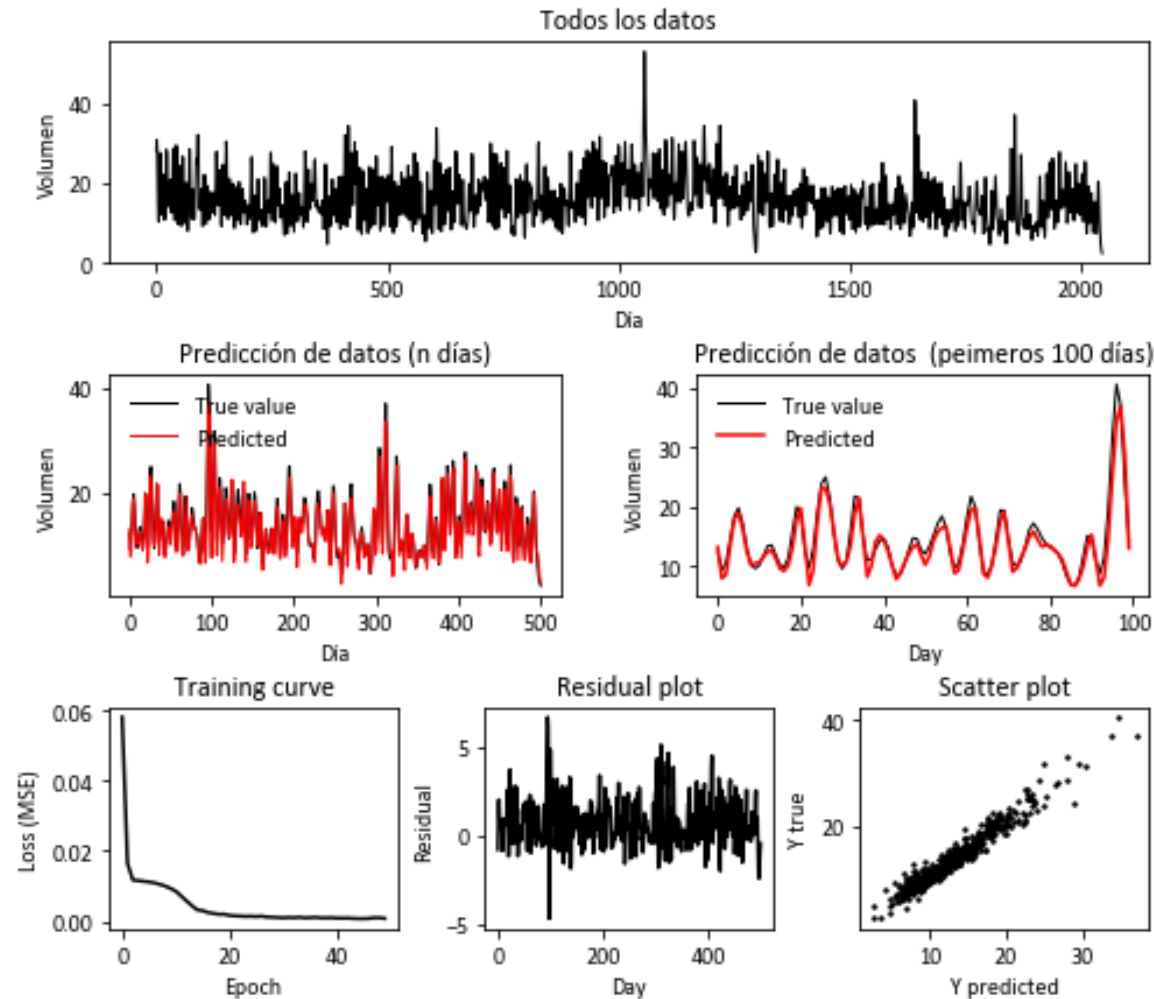 Todos los datos
Volumen
40
20
0
0 500 1000 1500 2000
Día
Predicción de datos (n días)
Volumen
40
20
True value
Predicted
0 100 200 300 400 500
Día
Predicción de datos (peimeros 100 días)
Volumen
40
30
20
10
True value
Predicted
0 20 40 60 80 100
Day
Training curve
Loss (MSE)
0.06
0.04
0.02
0.00
0 20 40
Epoch
Residual plot
Residual
5
0
−5
0 200 400
Day
Scatter plot
Y true
40
20
10 20 30
Y predicted